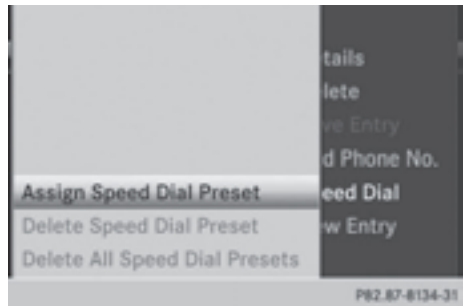 tails
lete
ve Entry
d Phone No.
Assign Speed Dial Preset
eed Dial
Delete Speed Dial Preset
w Entry
Delete All Speed Dial Presets
P82.87-8134-31